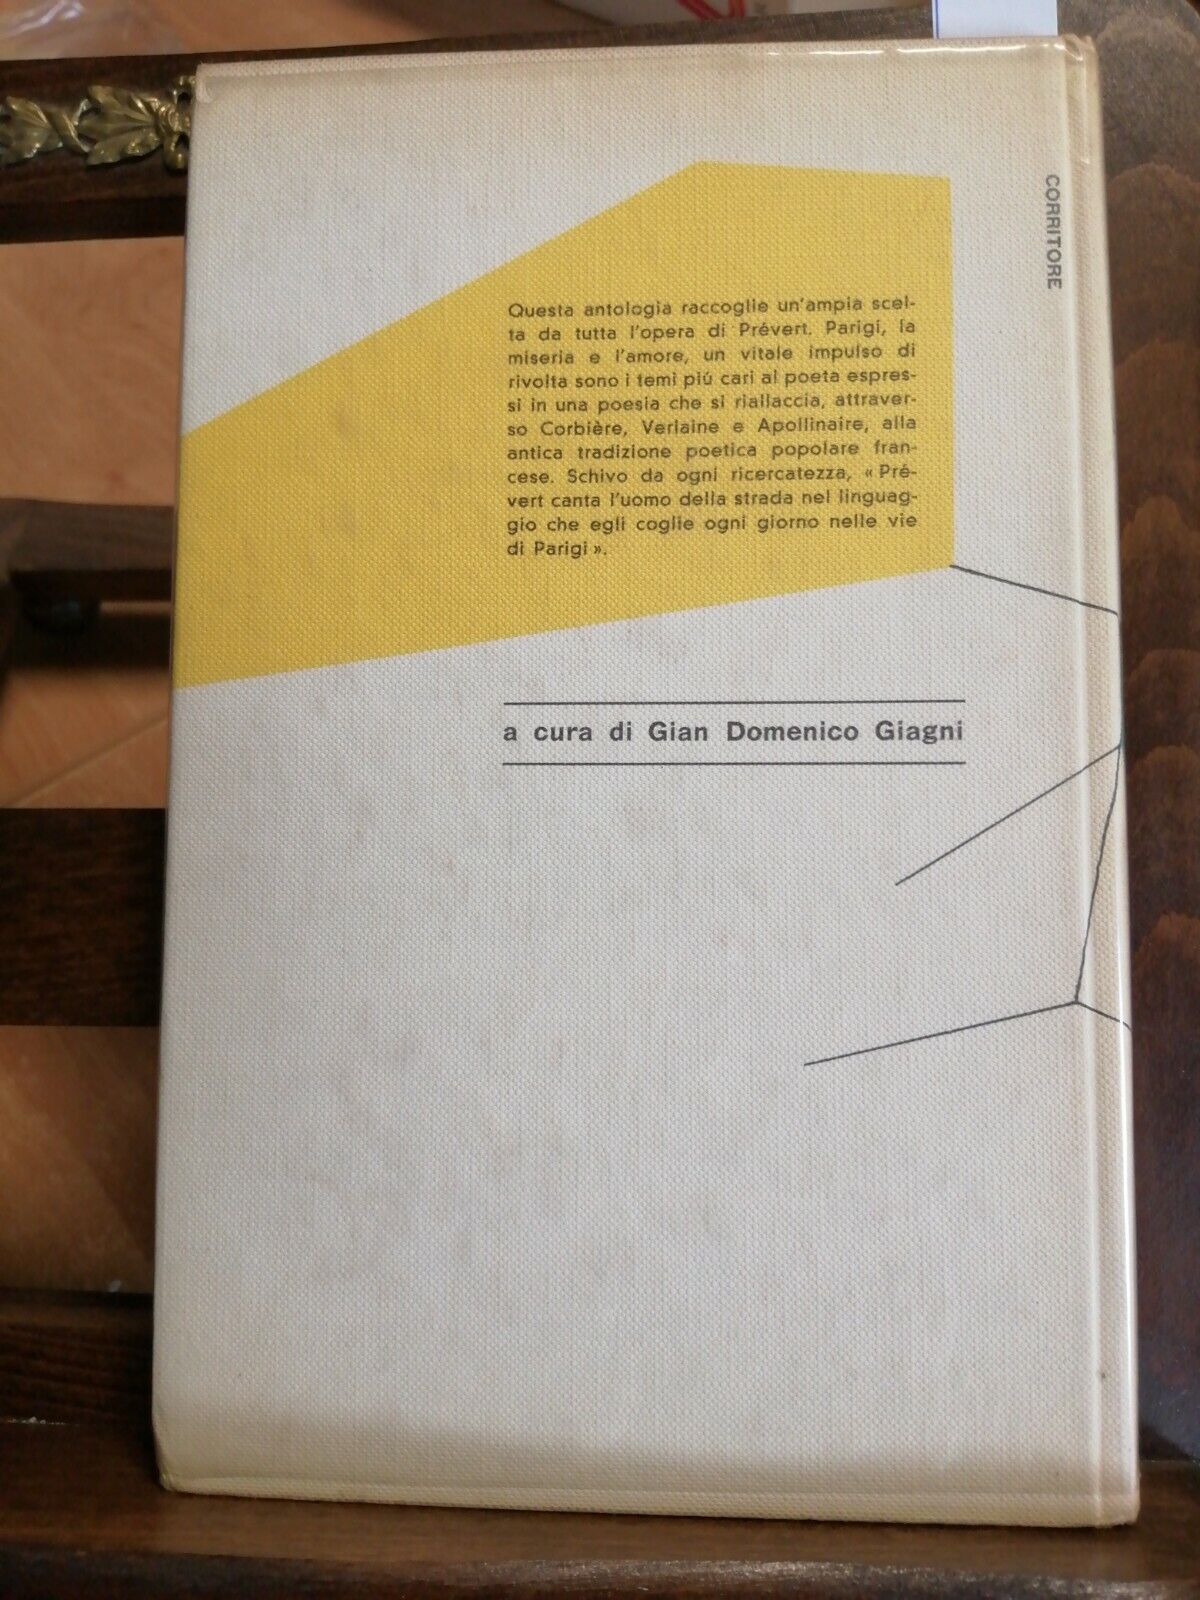 CORRITORE
Questa antologia raccoglie un'ampia scel-
ta da tutta l'opera di Prévert. Parigi, la
miseria e l'amore, un vitale impulso di
rivolta sono i temi più cari al poeta espres-
si in una poesia che si riallaccia, attraver-
so Corbière, Verlaine e Apollinaire, alla
antica tradizione poetica popolare fran-
cese. Schivo da ogni ricercatezza, « Pré-
vert canta l'uomo della strada nel linguag-
gio che egli coglie ogni giorno nelle vie
di Parigi ».
a cura di Gian Domenico Giagni